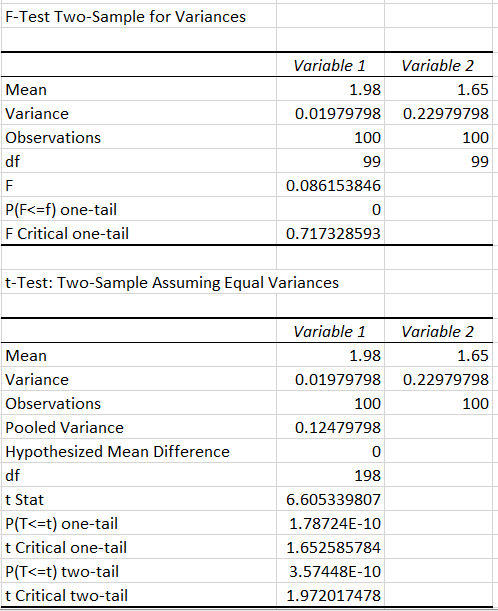 F-Test Two-Sample for Variances
Variable 1 Variable 2
Mean 1.98 1.65
Variance 0.01979798 0.22979798
Observations 100 100
df 99 99
F 0.086153846
P(F<=f) one-tail 0
F Critical one-tail 0.717328593
t-Test: Two-Sample Assuming Equal Variances
Variable 1 Variable 2
Mean 1.98 1.65
Variance 0.01979798 0.22979798
Observations 100 100
Pooled Variance 0.12479798
Hypothesized Mean Difference 0
df 198
t Stat 6.605339807
P(T<=t) one-tail 1.78724E-10
t Critical one-tail 1.652585784
P(T<=t) two-tail 3.57448E-10
t Critical two-tail 1.972017478